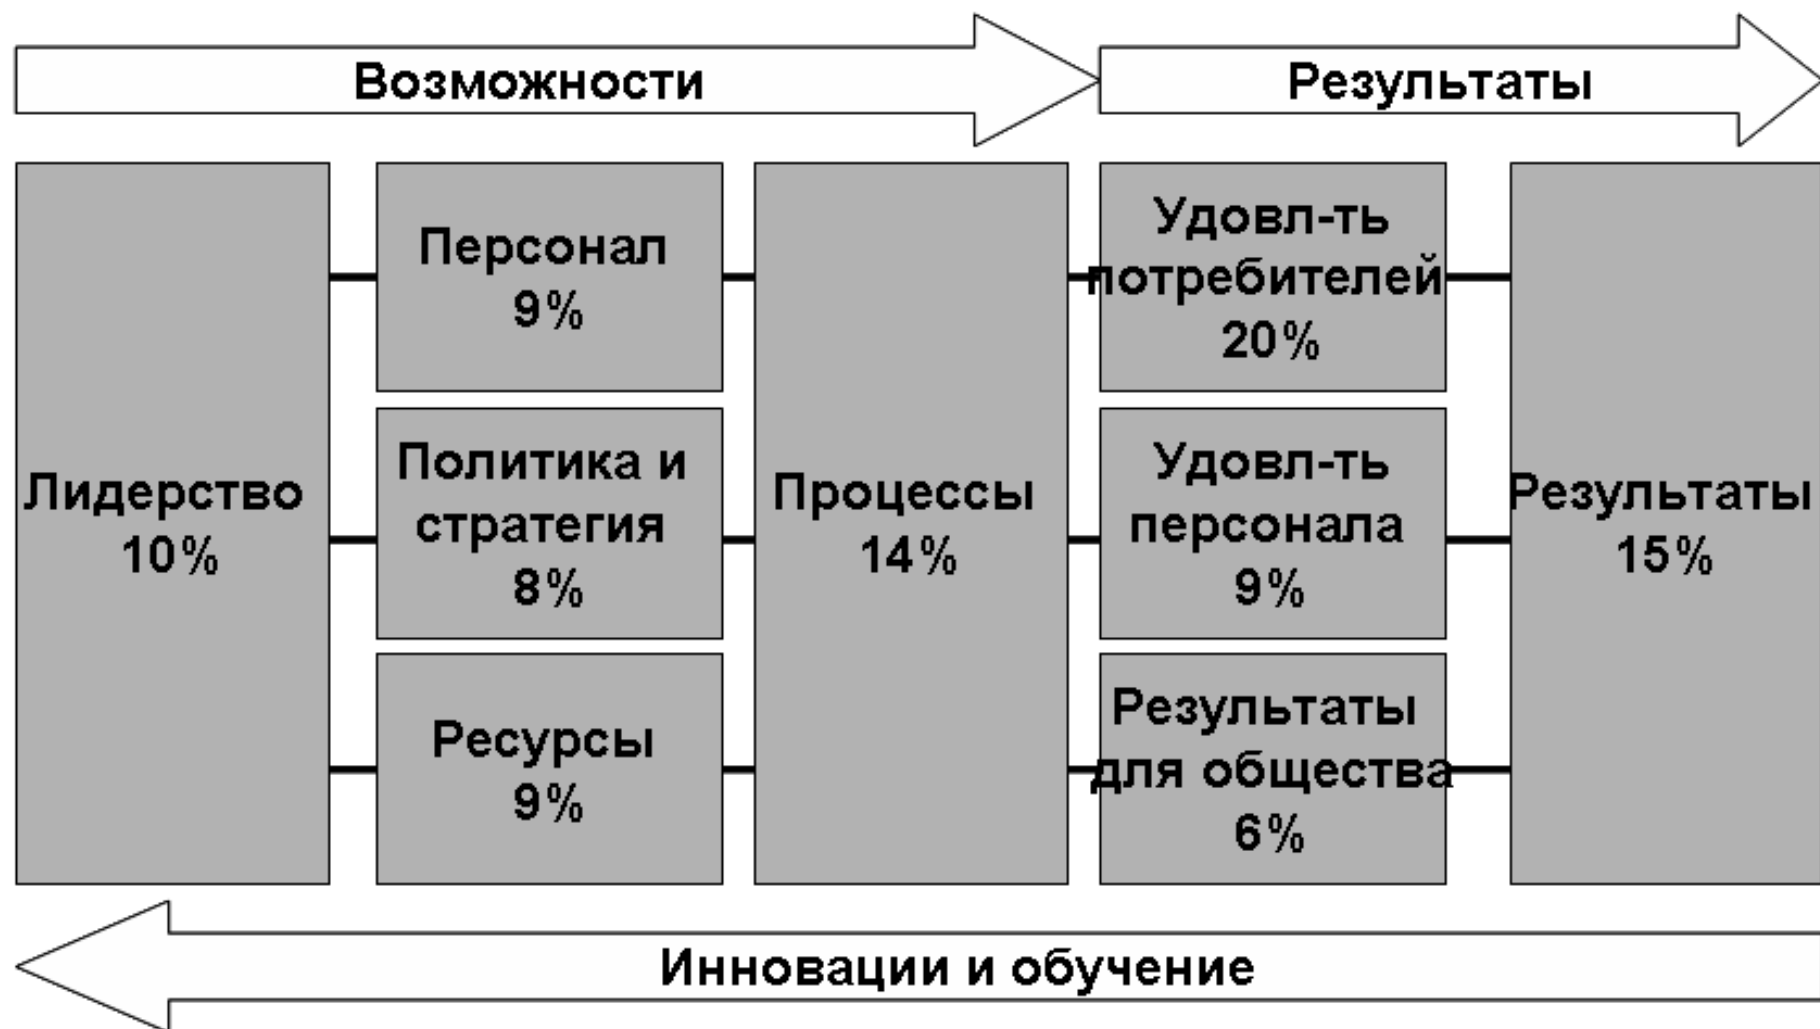 Возможности
Результаты
Лидерство
10%
Персонал
9%
Политика и
стратегия
8%
Ресурсы
9%
Процессы
14%
Удовл-ть
потребителей
20%
Удовл-ть
персонала
9%
Результаты
для общества
6%
Результаты
15%
Инновации и обучение